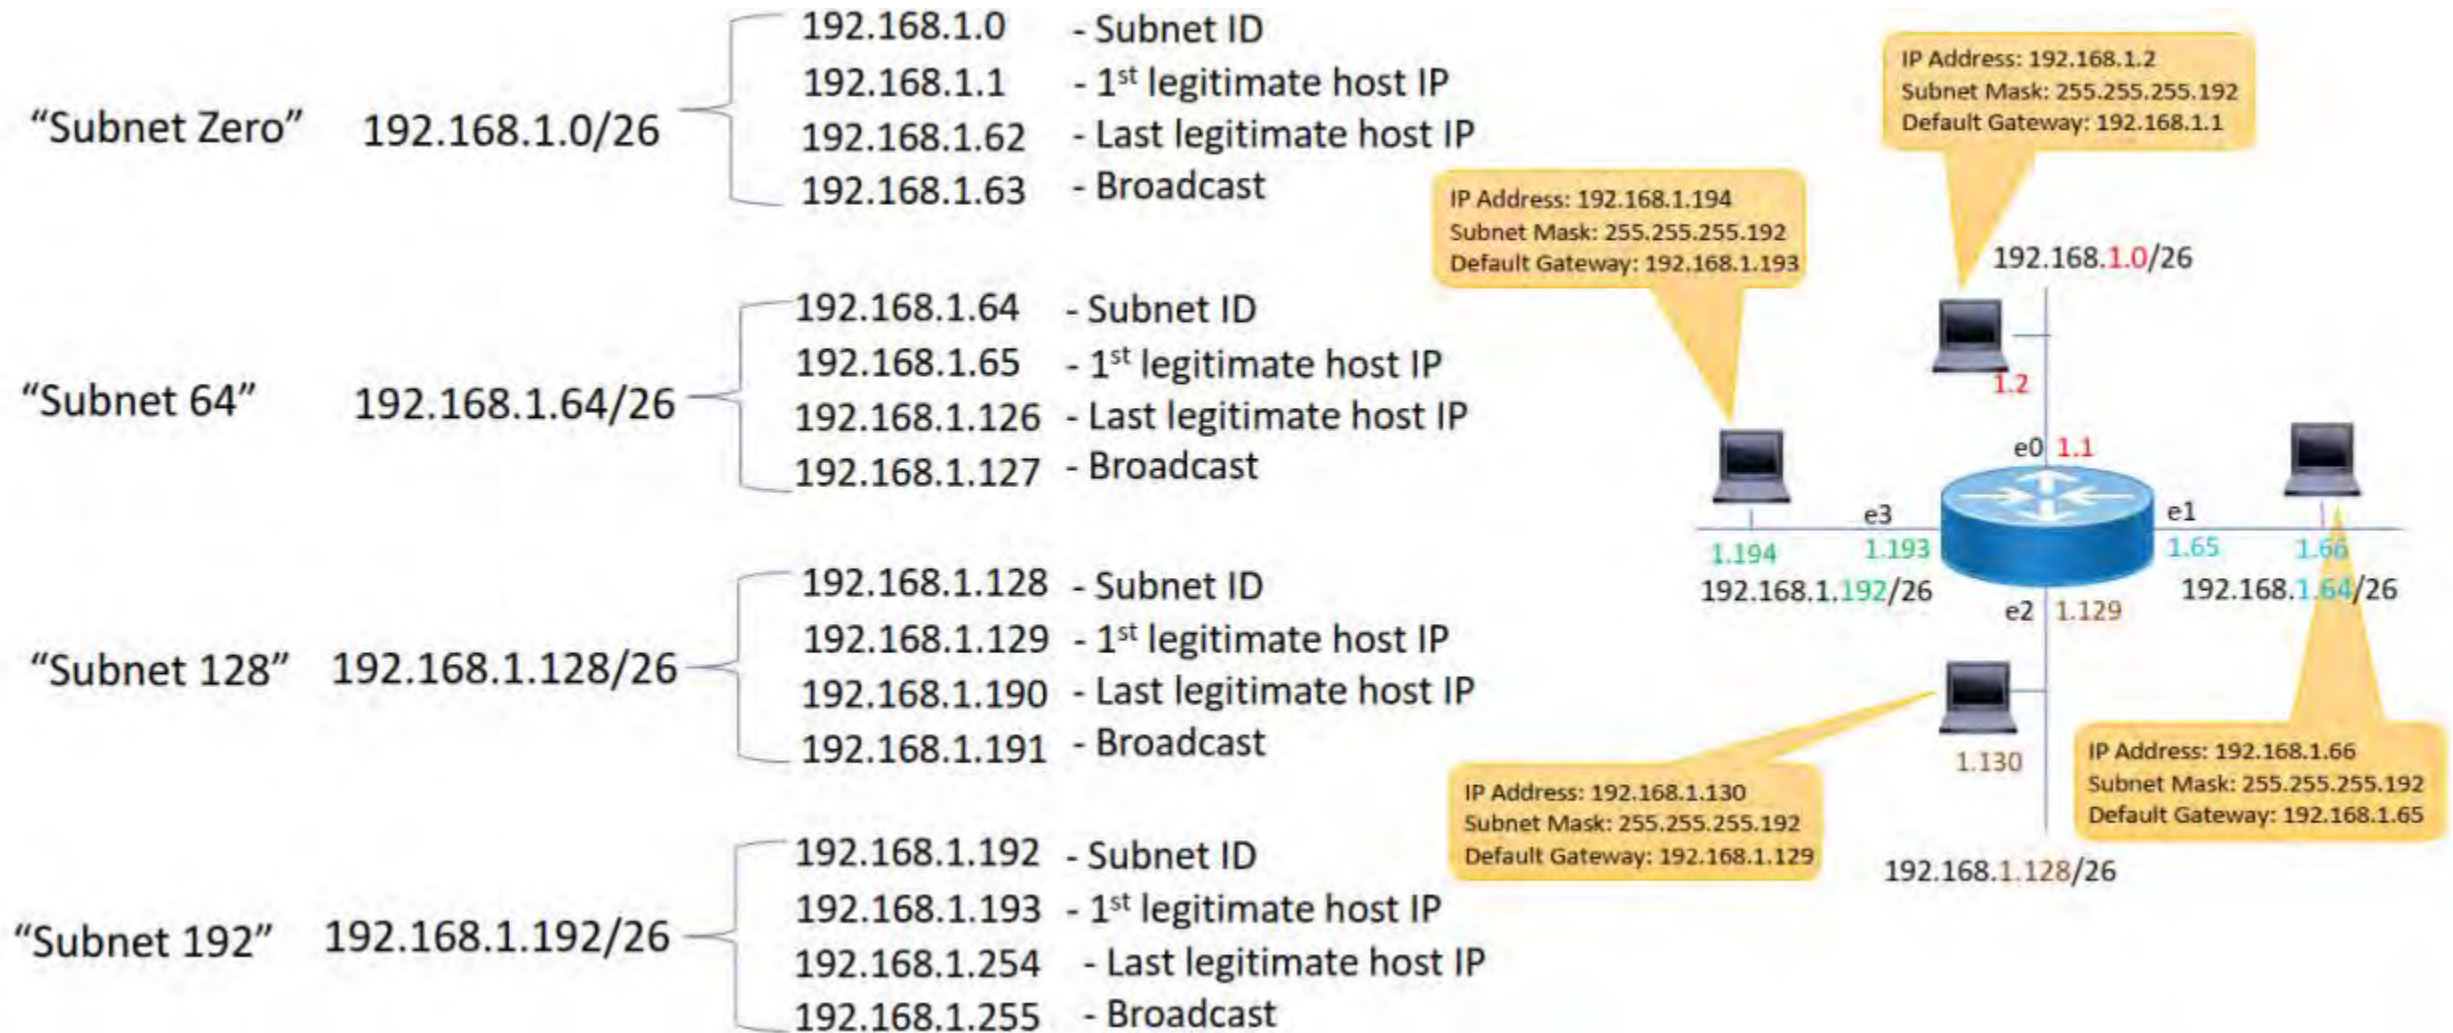 "Subnet Zero" 192.168.1.0/26
192.168.1.0 - Subnet ID
192.168.1.1 - 1st legitimate host IP
192.168.1.62 - Last legitimate host IP
192.168.1.63 - Broadcast
"Subnet 64" 192.168.1.64/26
192.168.1.64 - Subnet ID
192.168.1.65 - 1st legitimate host IP
192.168.1.126 - Last legitimate host IP
192.168.1.127 - Broadcast
"Subnet 128" 192.168.1.128/26
192.168.1.128 - Subnet ID
192.168.1.129 - 1st legitimate host IP
192.168.1.190 - Last legitimate host IP
192.168.1.191 - Broadcast
"Subnet 192" 192.168.1.192/26
192.168.1.192 - Subnet ID
192.168.1.193 - 1st legitimate host IP
192.168.1.254 - Last legitimate host IP
192.168.1.255 - Broadcast
IP Address: 192.168.1.2
Subnet Mask: 255.255.255.192
Default Gateway: 192.168.1.1
IP Address: 192.168.1.194
Subnet Mask: 255.255.255.192
Default Gateway: 192.168.1.193
192.168.1.0/26
1.2
e0 1.1
e3
e1
1.194
1.193
1.65
1.66
192.168.1.192/26
192.168.1.64/26
e2 1.129
1.130
IP Address: 192.168.1.130
Subnet Mask: 255.255.255.192
Default Gateway: 192.168.1.129
IP Address: 192.168.1.66
Subnet Mask: 255.255.255.192
Default Gateway: 192.168.1.65
192.168.1.128/26